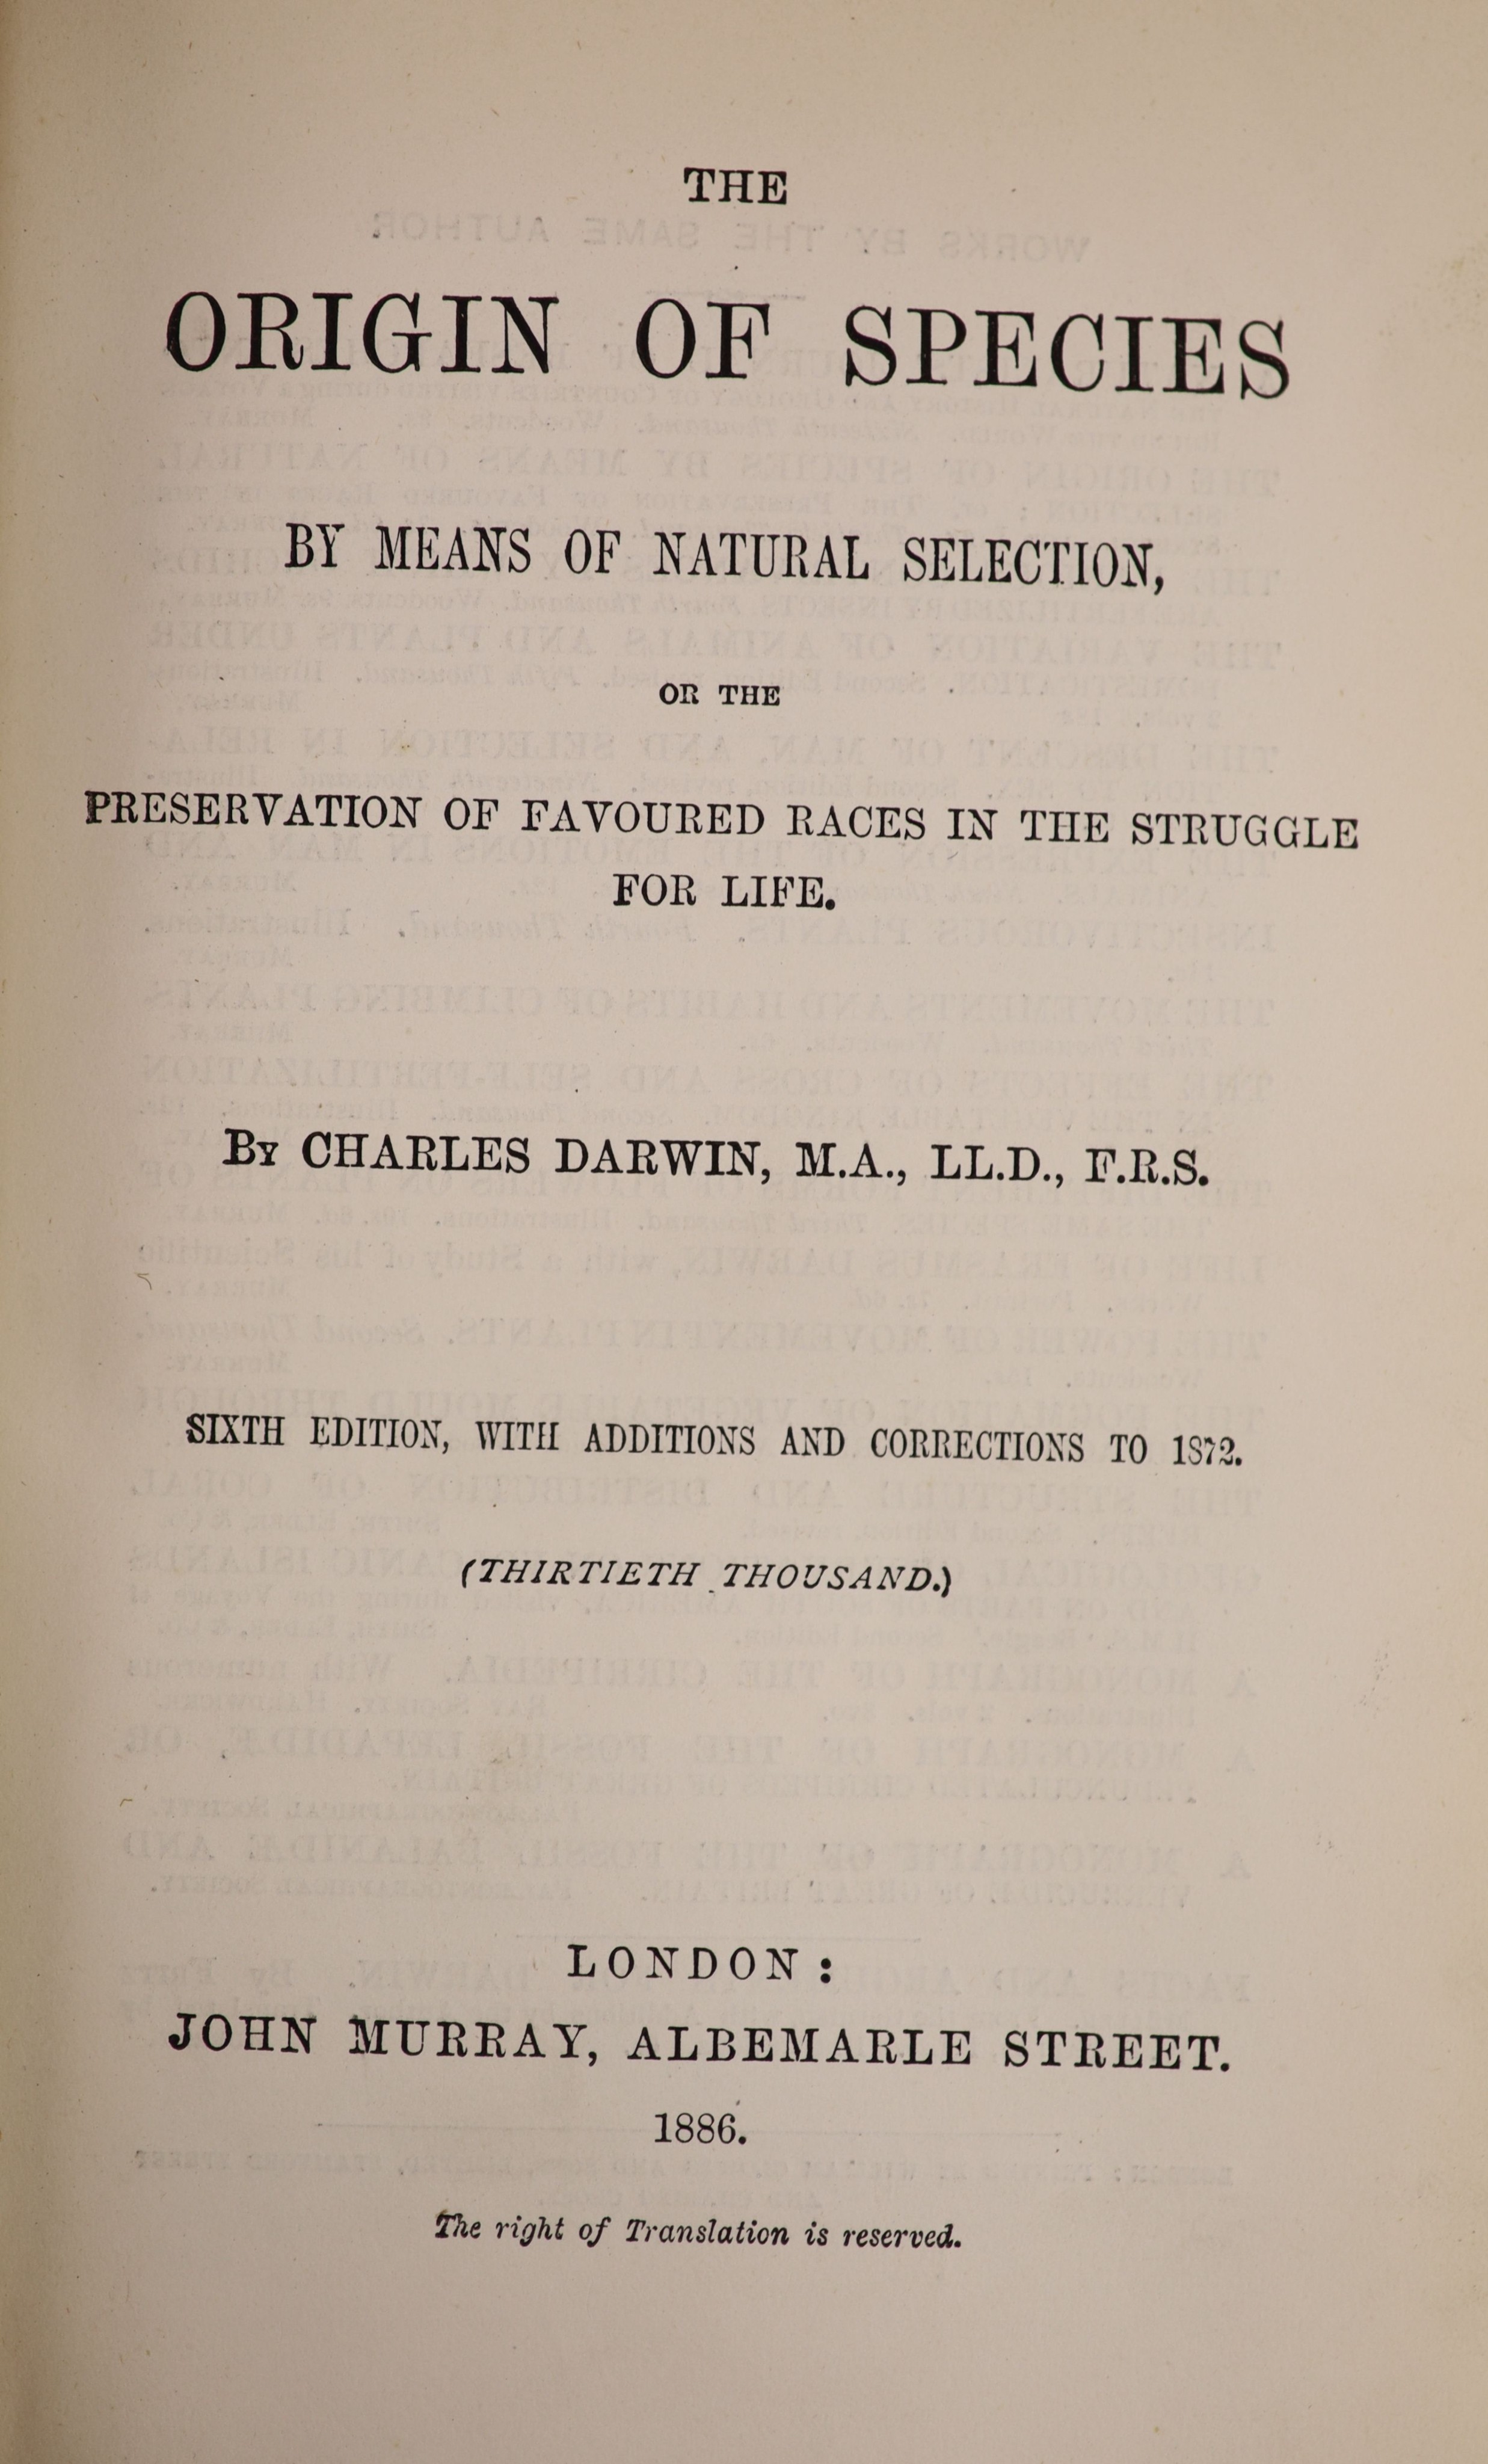 THE
ORIGIN OF SPECIES
BY MEANS OF NATURAL SELECTION,
OR THE
PRESERVATION OF FAVOURED RACES IN THE STRUGGLE
FOR LIFE.
By CHARLES DARWIN, M.A., LL.D., F.R.S.
SIXTH EDITION, WITH ADDITIONS AND CORRECTIONS TO 1872.
(THIRTIETH THOUSAND.)
LONDON:
JOHN MURRAY, ALBEMARLE STREET.
1886.
The right of Translation is reserved.